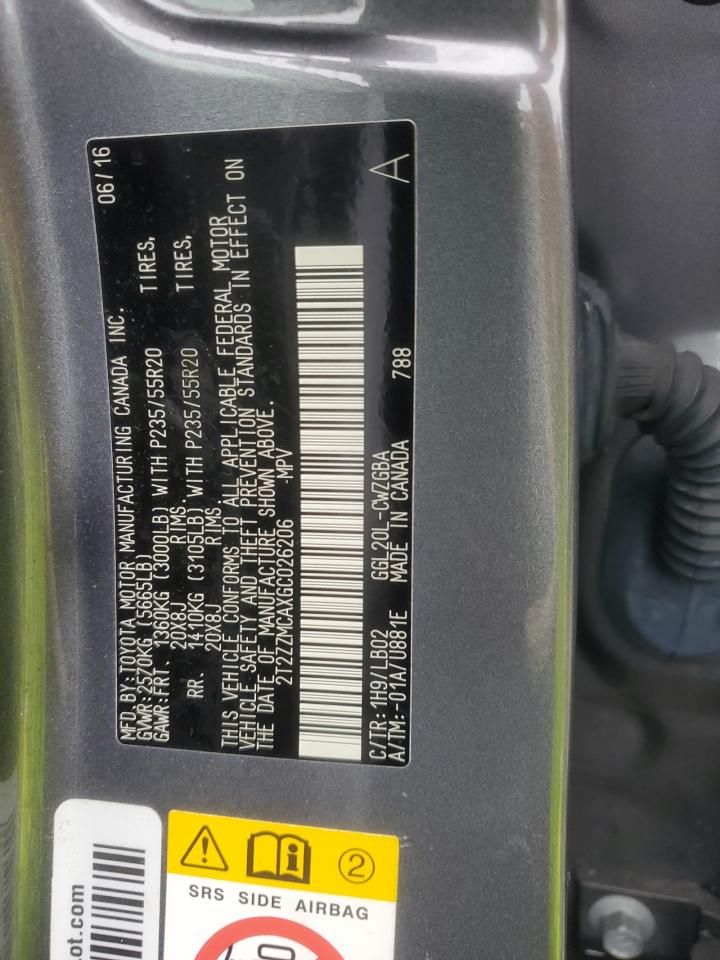 MFD.BY:TOYOTA MOTOR MANUFACTURING CANADA INC. 06/16
GVWR:2570KG (5665LB)
GAWR:FRT. 1360KG (3000LB) WITH P235/55R20 TIRES,
20X8J RIMS.
RR. 1410KG (3105LB) WITH P235/55R20 TIRES,
20X8J RIMS.
THIS VEHICLE CONFORMS TO ALL APPLICABLE FEDERAL MOTOR
VEHICLE SAFETY AND THEFT PREVENTION STANDARDS IN EFFECT ON
THE DATE OF MANUFACTURE SHOWN ABOVE.
2T2ZZMCAXGC026206 MPV
C/TR:1H9/LB02 GGL20L-CWZGBA A
A/TM:-01A/U881E MADE IN CANADA 788
ot.com
2
SRS SIDE AIRBAG